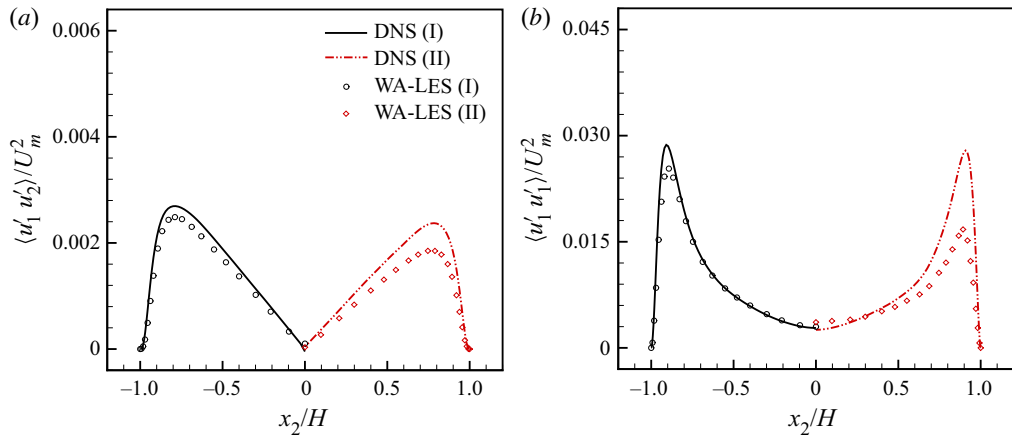 (a)
0.006
0.004
0.002
0
⟨u′₁ u′₂⟩/U²ₘ
DNS (I)
DNS (II)
WA-LES (I)
WA-LES (II)
−1.0 −0.5 0 0.5 1.0
x₂/H
(b)
0.045
0.030
0.015
0
⟨u′₁ u′₁⟩/U²ₘ
−1.0 −0.5 0 0.5 1.0
x₂/H